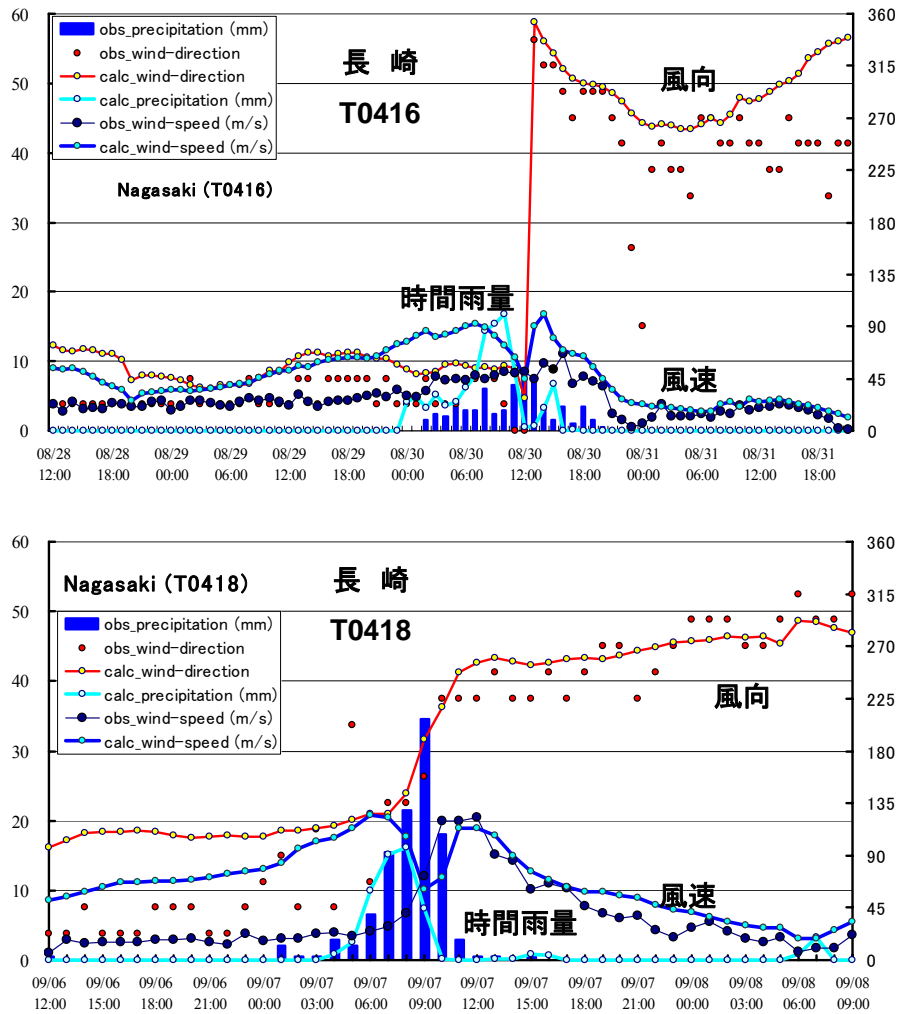 60
50
40
30
20
10
0
360
315
270
225
180
135
90
45
0
obs_precipitation (mm)
obs_wind-direction
calc_wind-direction
calc_precipitation (mm)
obs_wind-speed (m/s)
calc_wind-speed (m/s)
長 崎
T0416
Nagasaki (T0416)
風向
時間雨量
風速
08/28 08/28 08/29 08/29 08/29 08/29 08/30 08/30 08/30 08/30 08/31 08/31 08/31 08/31
12:00 18:00 00:00 06:00 12:00 18:00 00:00 06:00 12:00 18:00 00:00 06:00 12:00 18:00
60
50
40
30
20
10
0
360
315
270
225
180
135
90
45
0
Nagasaki (T0418)
長 崎
T0418
obs_precipitation (mm)
obs_wind-direction
calc_wind-direction
calc_precipitation (mm)
obs_wind-speed (m/s)
calc_wind-speed (m/s)
風向
風速
時間雨量
09/06 09/06 09/06 09/06 09/07 09/07 09/07 09/07 09/07 09/07 09/07 09/07 09/08 09/08 09/08 09/08
12:00 15:00 18:00 21:00 00:00 03:00 06:00 09:00 12:00 15:00 18:00 21:00 00:00 03:00 06:00 09:00